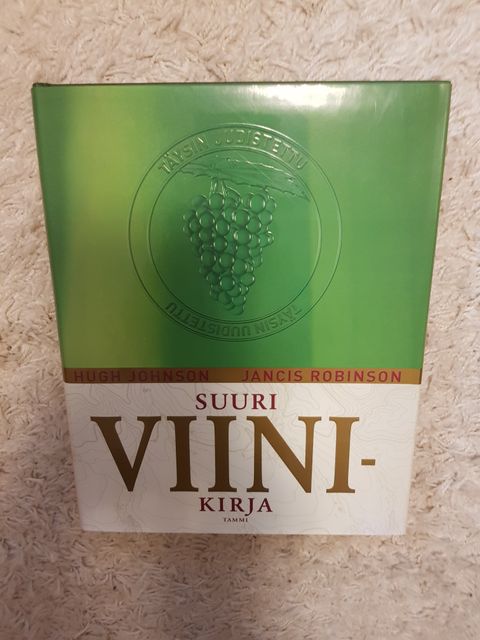 TÄYSIN UUDISTETTU
TÄYSIN UUDISTETTU
HUGH JOHNSON JANCIS ROBINSON
SUURI
VIINI-
KIRJA
TAMMI